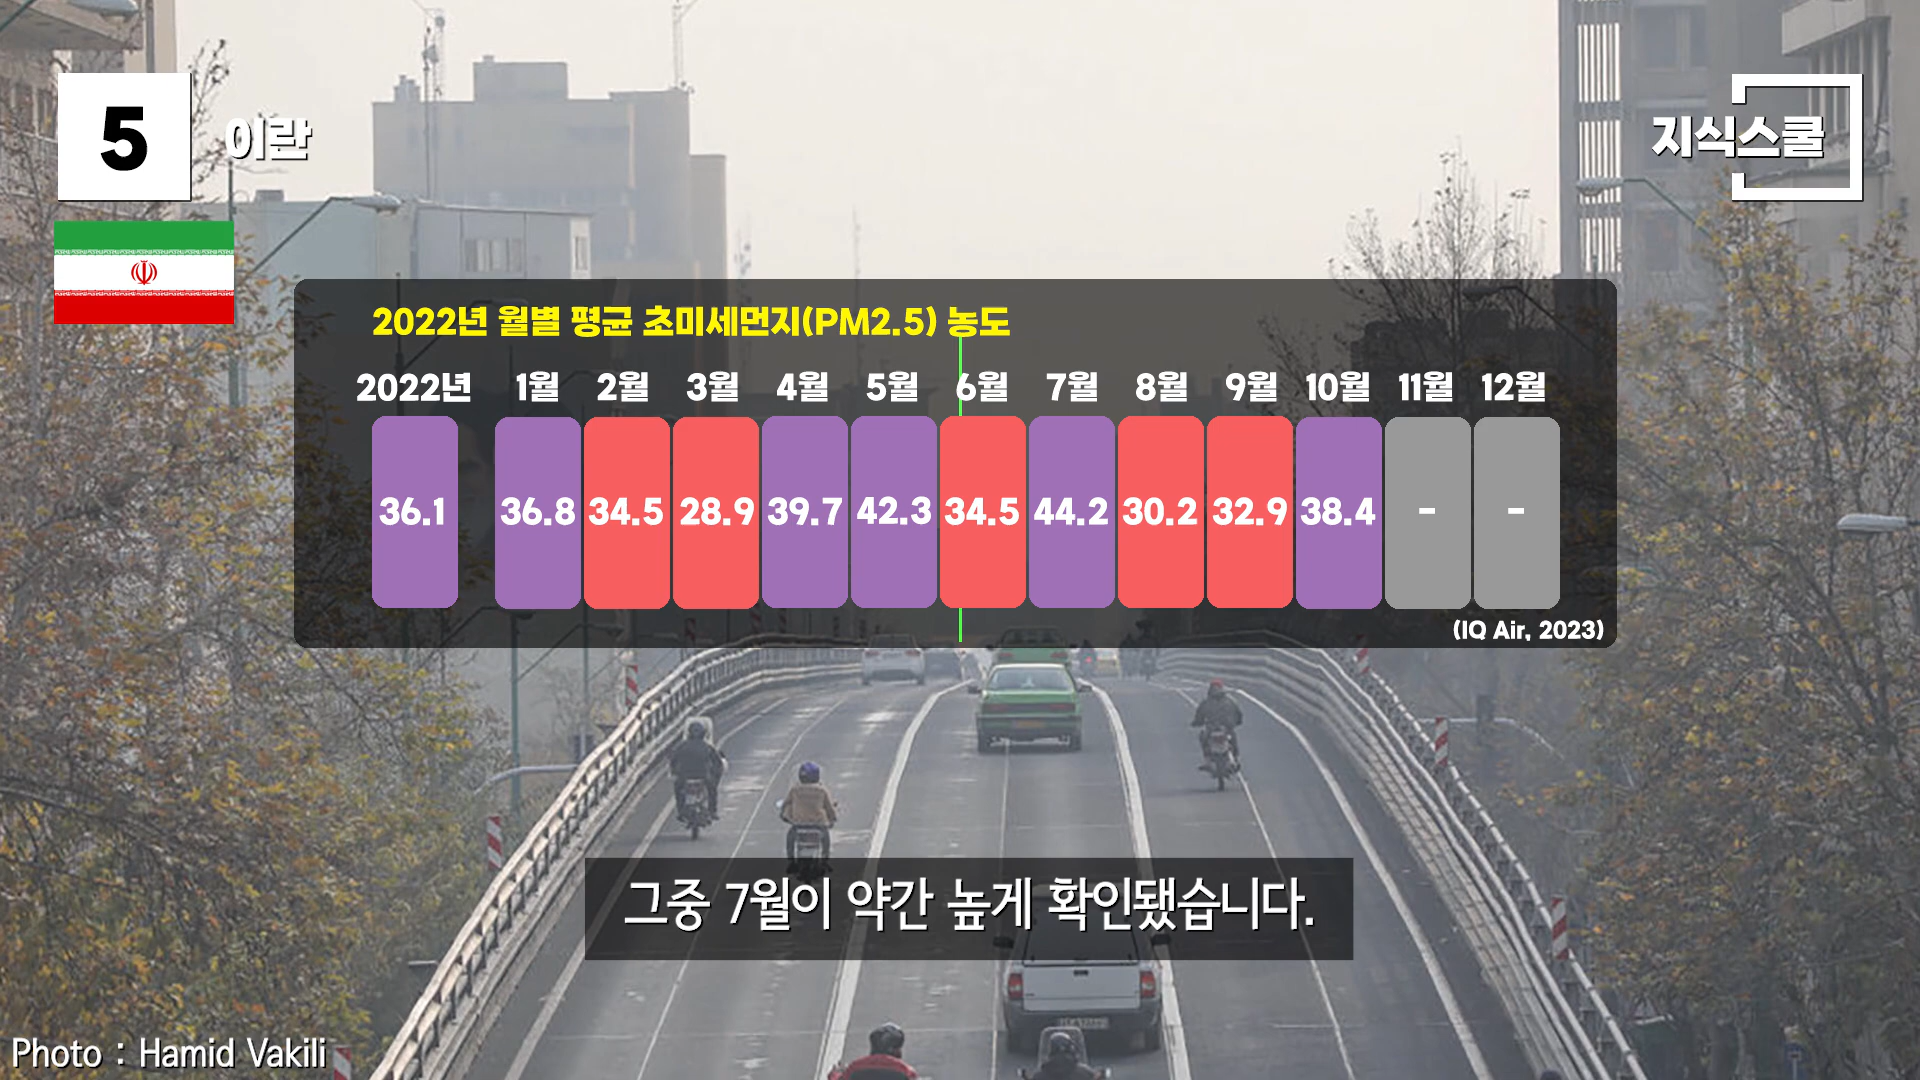 5 이란
지식스쿨
2022년 월별 평균 초미세먼지(PM2.5) 농도
2022년 1월 2월 3월 4월 5월 6월 7월 8월 9월 10월 11월 12월
36.1 36.8 34.5 28.9 39.7 42.3 34.5 44.2 30.2 32.9 38.4 - -
(IQ Air, 2023)
그중 7월이 약간 높게 확인됐습니다.
Photo : Hamid Vakili